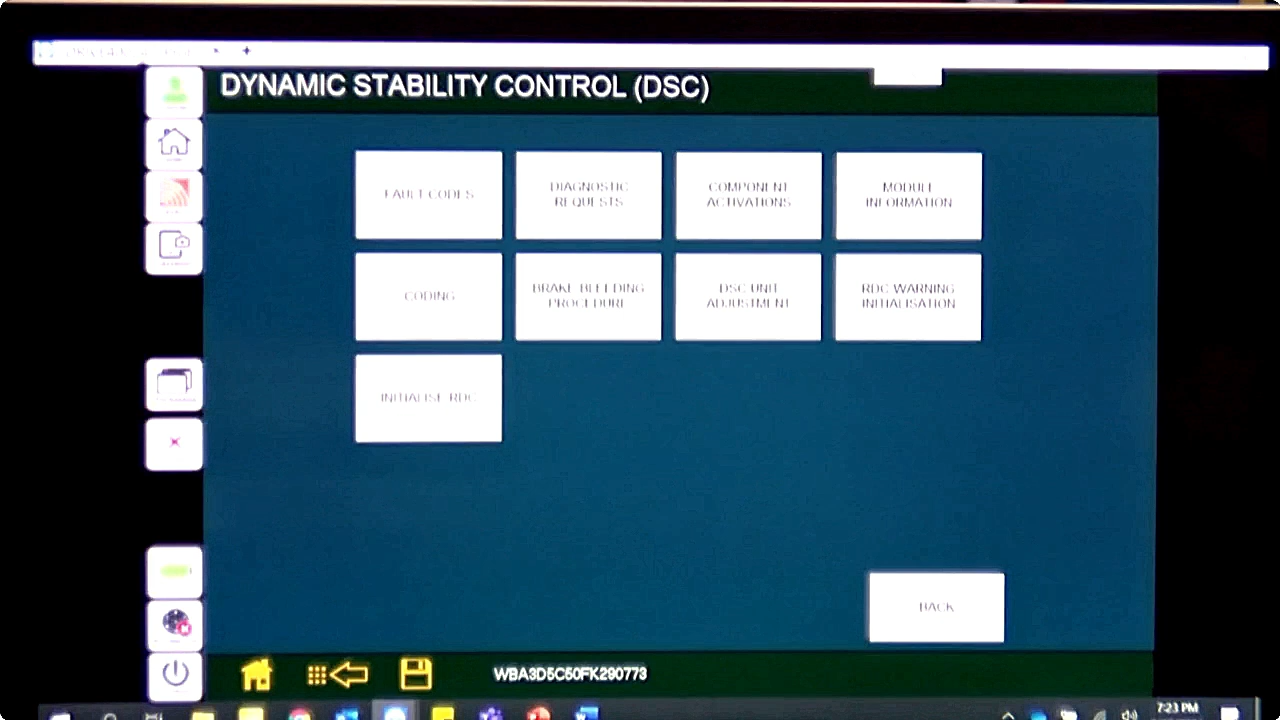 DYNAMIC STABILITY CONTROL (DSC)
FAULT CODES
DIAGNOSTIC
REQUESTS
COMPONENT
ACTIVATIONS
MODULE
INFORMATION
CODING
BRAKE BLEEDING
PROCEDURE
DSC UNIT
ADJUSTMENT
RDC WARNING
INITIALISATION
INITIALISE RDC
BACK
WBA3D5C50FK290773
7:23 PM